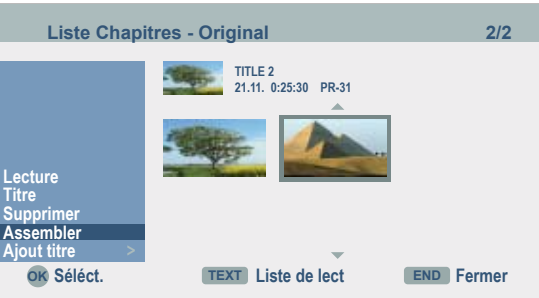 Liste Chapitres - Original 2/2
TITLE 2
21.11. 0:25:30 PR-31
Lecture
Titre
Supprimer
Assembler
Ajout titre >
OK Séléct. TEXT Liste de lect END Fermer